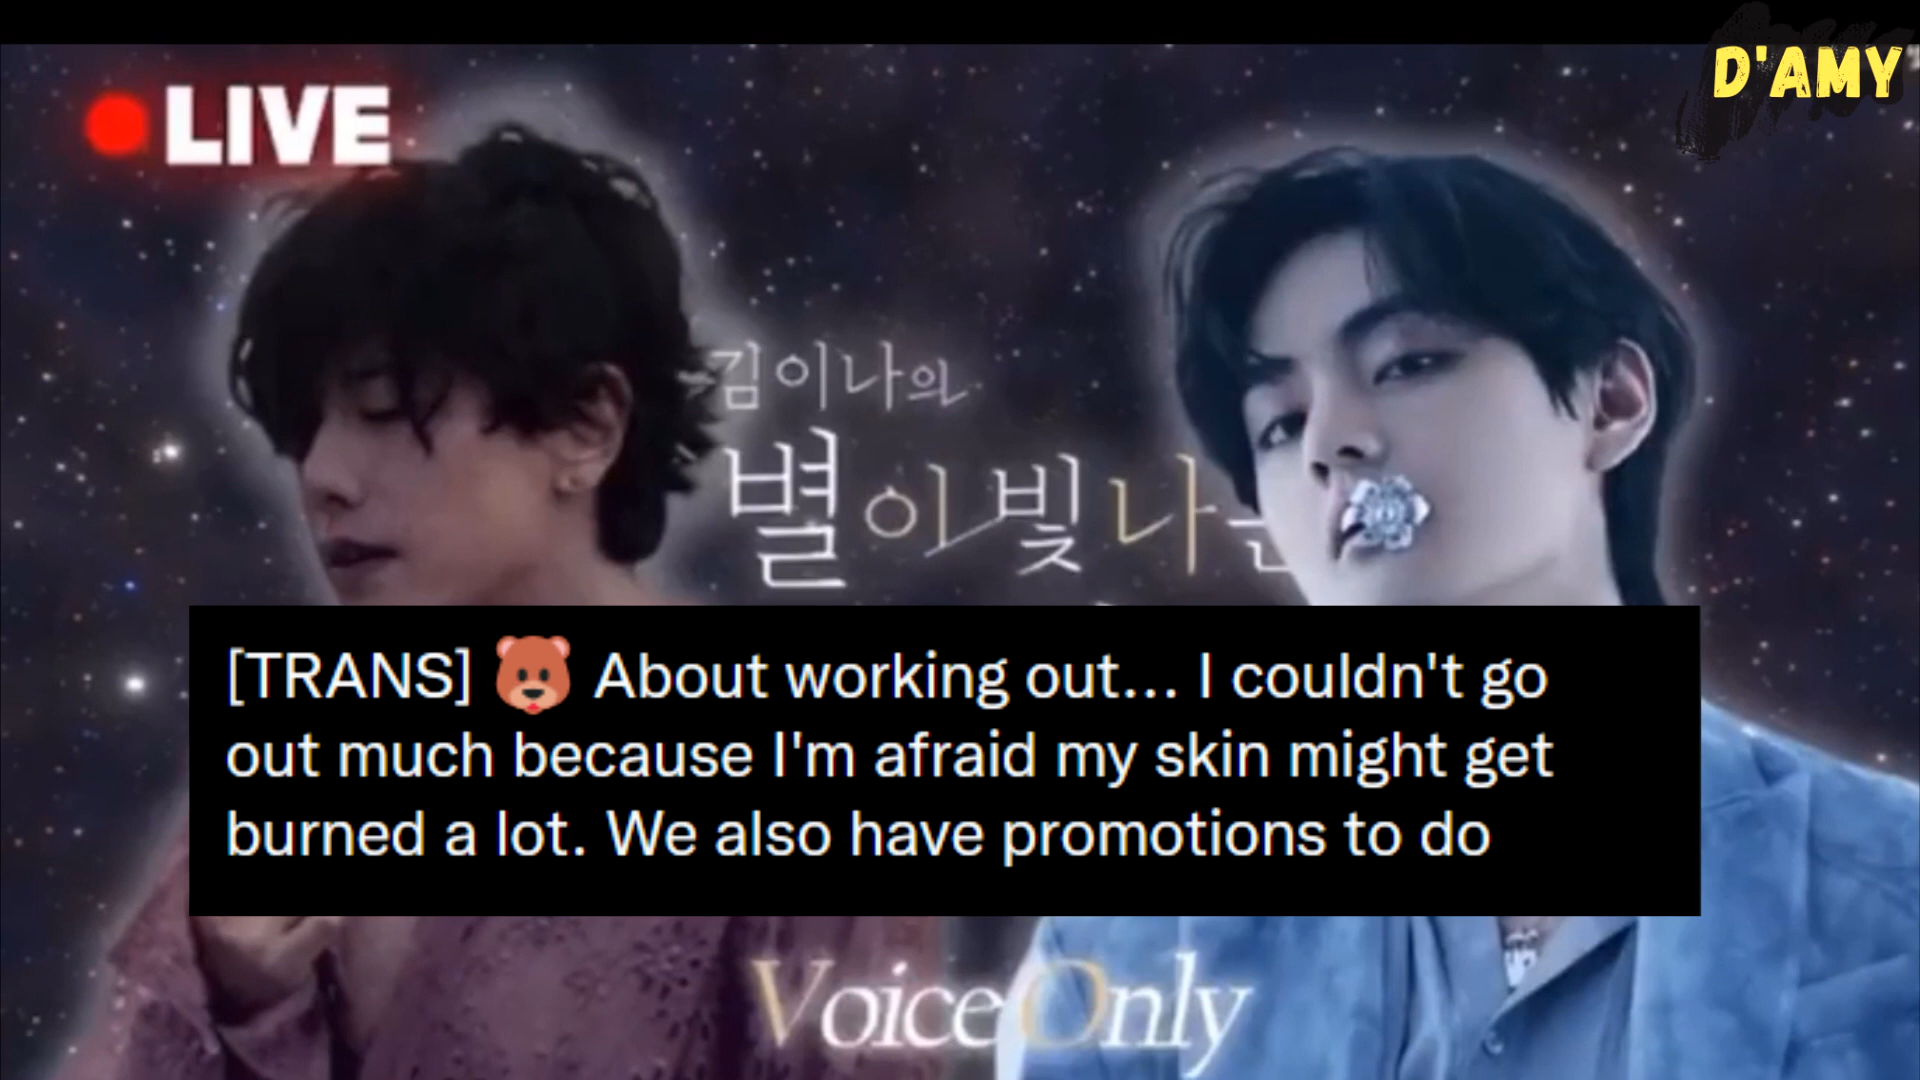 LIVE
D'AMY
김이나의
별이빛나는
[TRANS] 🐻 About working out... I couldn't go
out much because I'm afraid my skin might get
burned a lot. We also have promotions to do
Voice Only